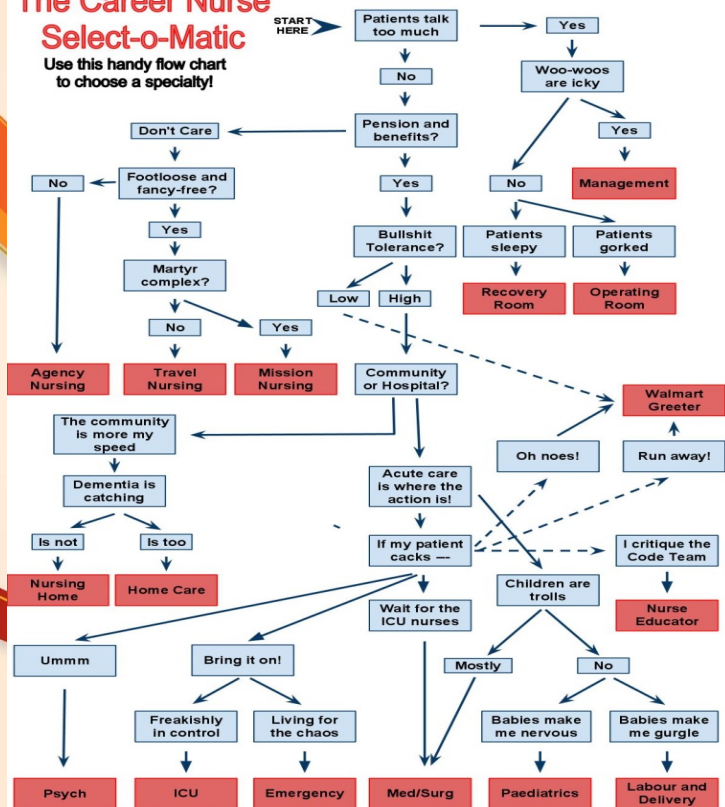 The Career Nurse
Select-o-Matic
Use this handy flow chart
to choose a specialty!
START
HERE
Patients talk
too much
Yes
No
Woo-woos
are icky
Don't Care
Pension and
benefits?
Yes
No
Footloose and
fancy-free?
Yes
No
Management
Yes
Bullshit
Tolerance?
Patients
sleepy
Patients
gorked
Martyr
complex?
Low
High
Recovery
Room
Operating
Room
No
Yes
Agency
Nursing
Travel
Nursing
Mission
Nursing
Community
or Hospital?
Walmart
Greeter
The community
is more my
speed
Oh noes!
Run away!
Dementia is
catching
Acute care
is where the
action is!
Is not
Is too
If my patient
cacks ---
I critique the
Code Team
Nursing
Home
Home Care
Children are
trolls
Wait for the
ICU nurses
Nurse
Educator
Ummm
Bring it on!
Mostly
No
Freakishly
in control
Living for
the chaos
Babies make
me nervous
Babies make
me gurgle
Psych
ICU
Emergency
Med/Surg
Paediatrics
Labour and
Delivery